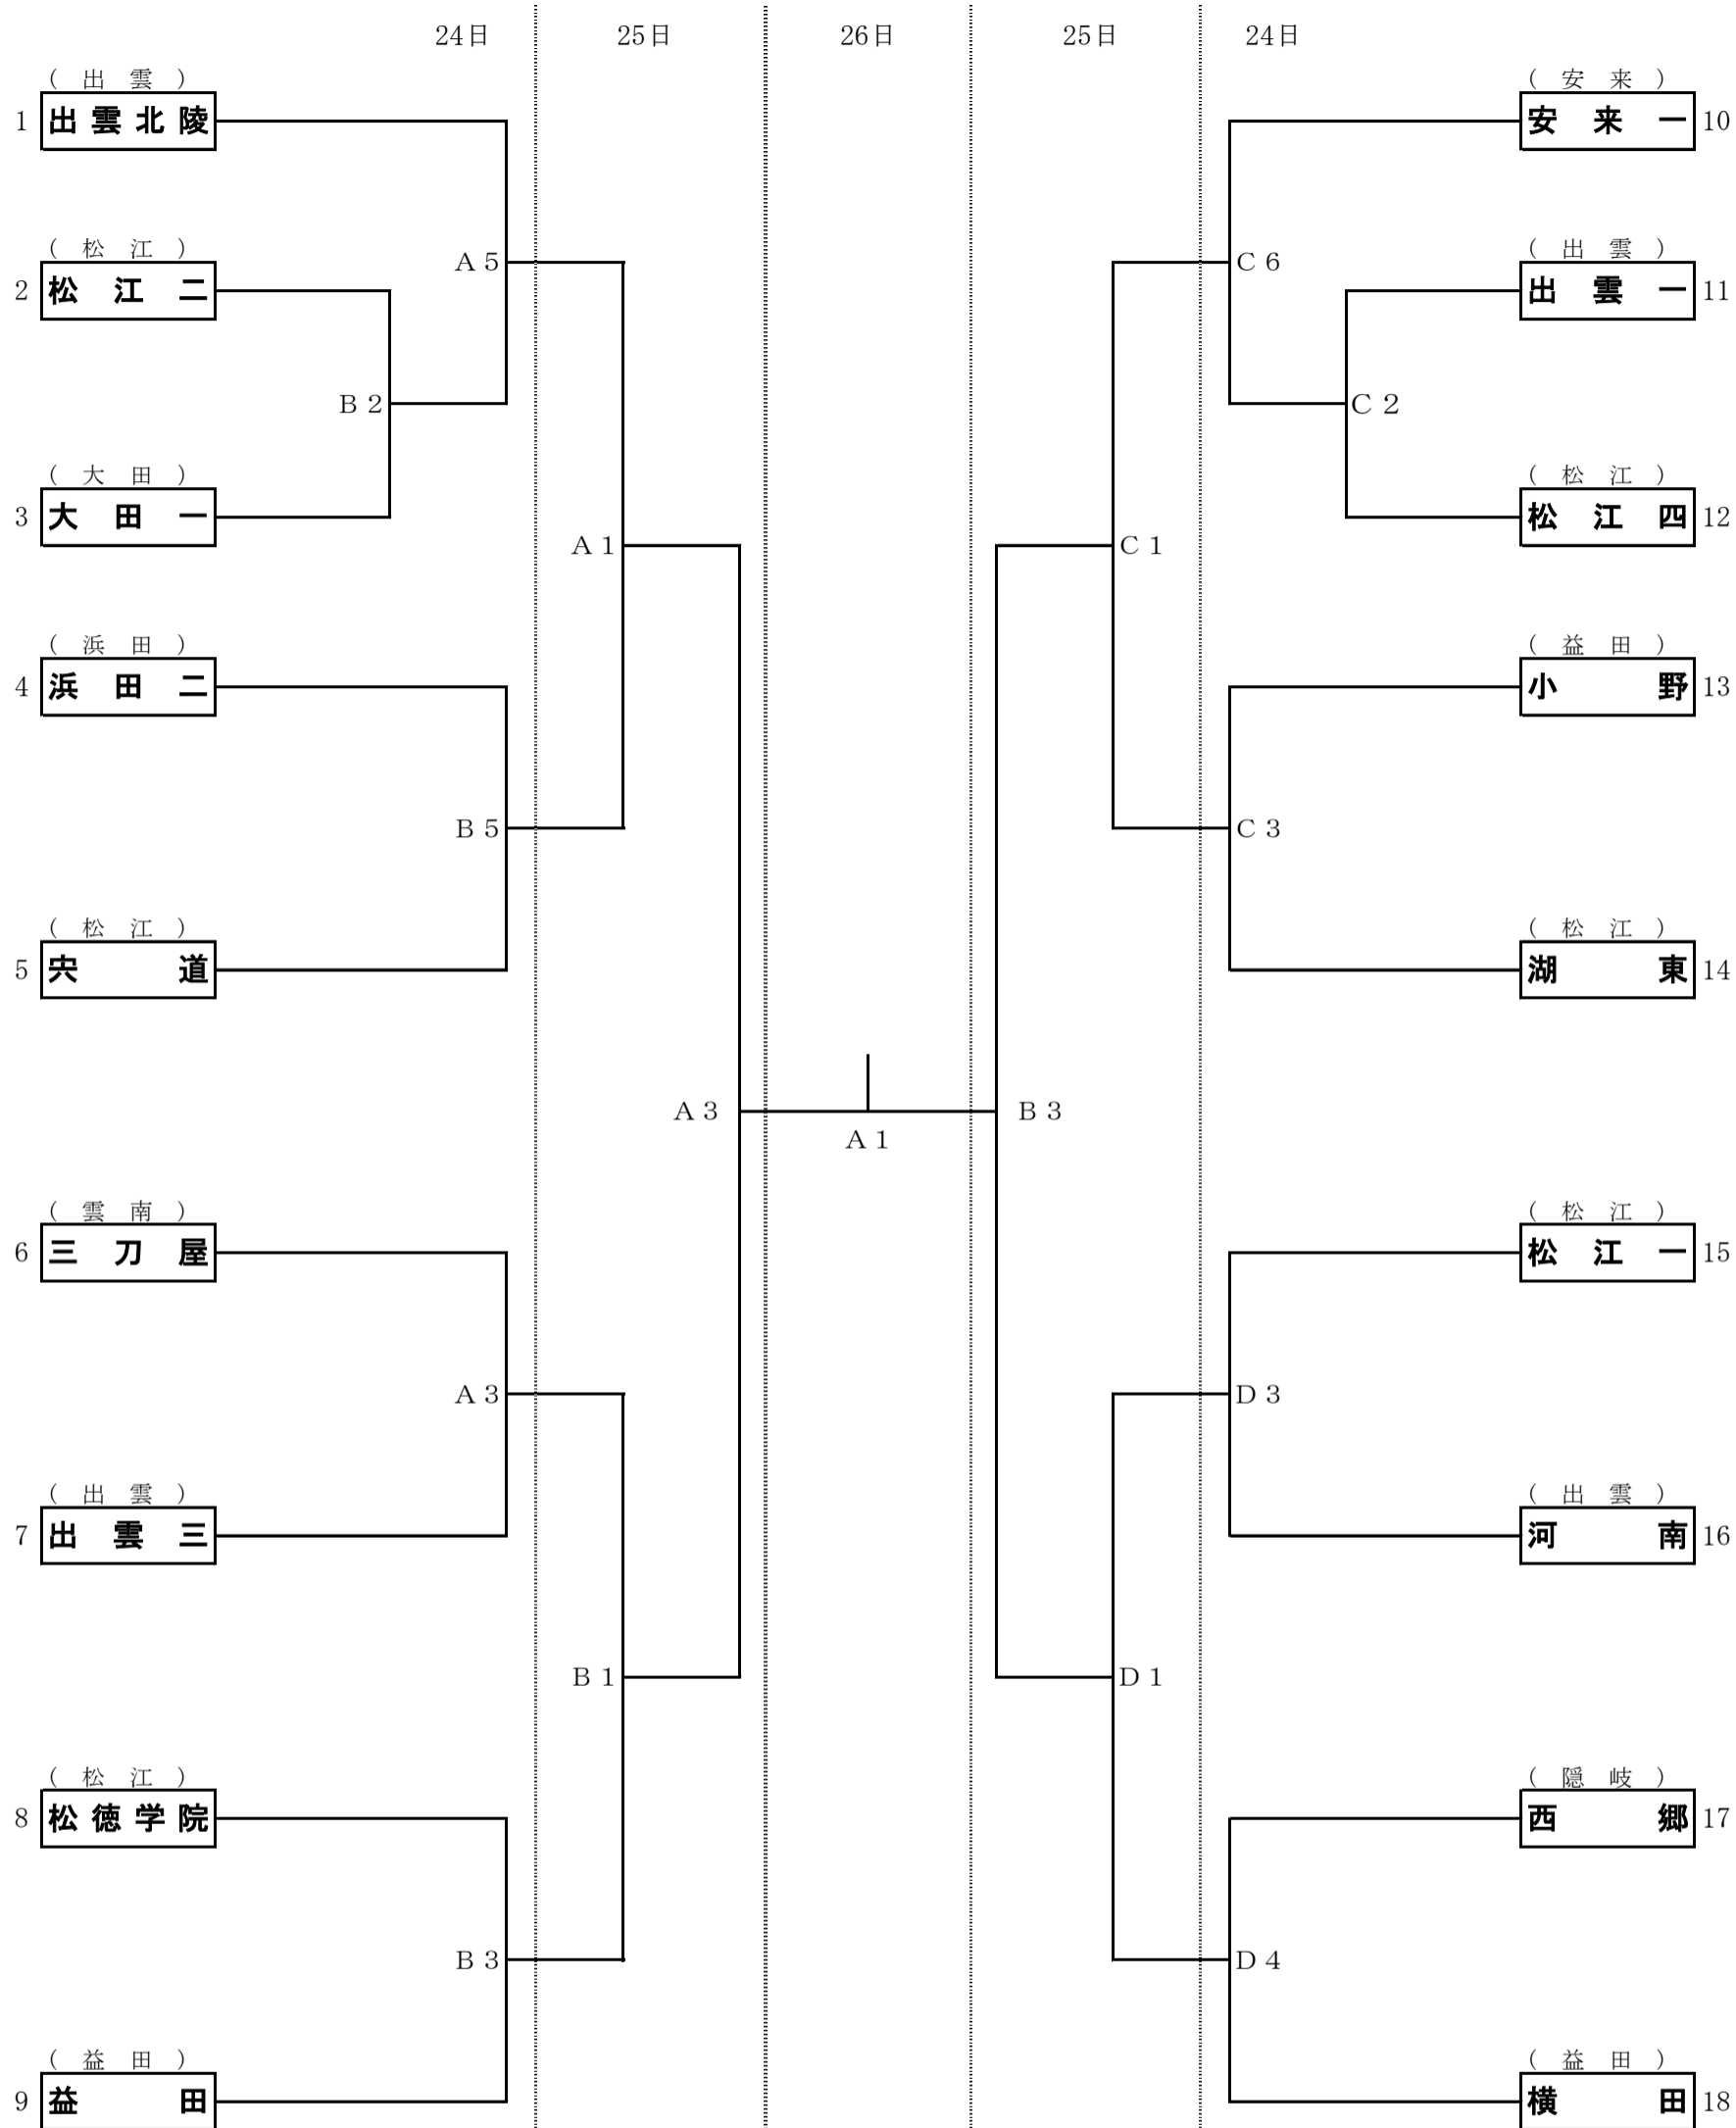 24日 25日 26日 25日 24日
（ 出 雲 ） （ 安 来 ）
1 出雲北陵 安来一 10
（ 松 江 ） （ 出 雲 ）
A 5 C 6
2 松江二 出雲一 11
B 2 C 2
（ 大 田 ） （ 松 江 ）
3 大田一 松江四 12
A 1 C 1
（ 浜 田 ） （ 益 田 ）
4 浜田二 小野 13
B 5 C 3
（ 松 江 ） （ 松 江 ）
5 宍道 湖東 14
A 3 B 3
A 1
（ 雲 南 ） （ 松 江 ）
6 三刀屋 松江一 15
A 3 D 3
（ 出 雲 ） （ 出 雲 ）
7 出雲三 河南 16
B 1 D 1
（ 松 江 ） （ 隠 岐 ）
8 松徳学院 西郷 17
B 3 D 4
（ 益 田 ） （ 益 田 ）
9 益田 横田 18